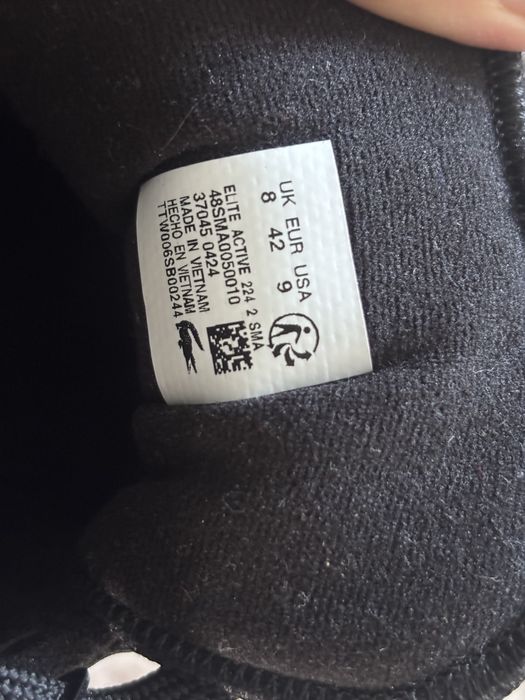 UK EUR USA
8 42 9
ELITE ACTIVE 224 2 SMA
48SMA0050010
37045 0424
MADE IN VIETNAM
HECHO EN VIETNAM
TTW006SB00244